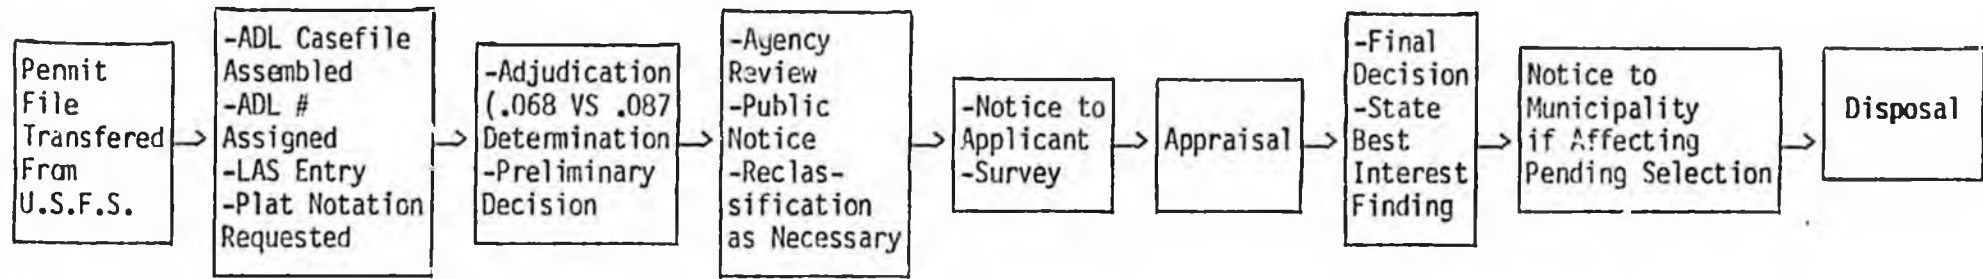 Permit
File
Transfered
From
U.S.F.S.
-ADL Casefile
Assembled
-ADL #
Assigned
-LAS Entry
-Plat Notation
Requested
-Adjudication
(.068 VS .087
Determination
-Preliminary
Decision
-Agency
Review
-Public
Notice
-Reclas-
sification
as Necessary
-Notice to
Applicant
-Survey
Appraisal
-Final
Decision
-State
Best
Interest
Finding
Notice to
Municipality
if Affecting
Pending Selection
Disposal